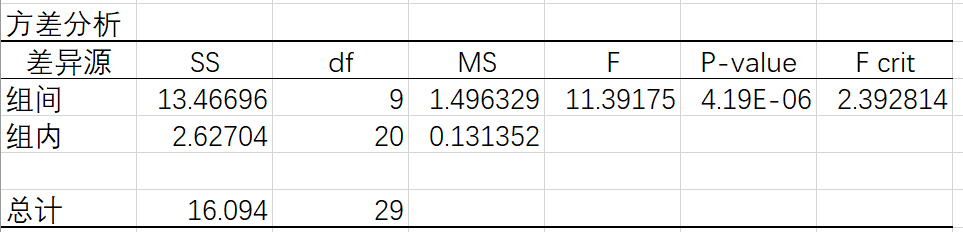 方差分析
差异源 SS df MS F P-value F crit
组间 13.46696 9 1.496329 11.39175 4.19E-06 2.392814
组内 2.62704 20 0.131352
总计 16.094 29